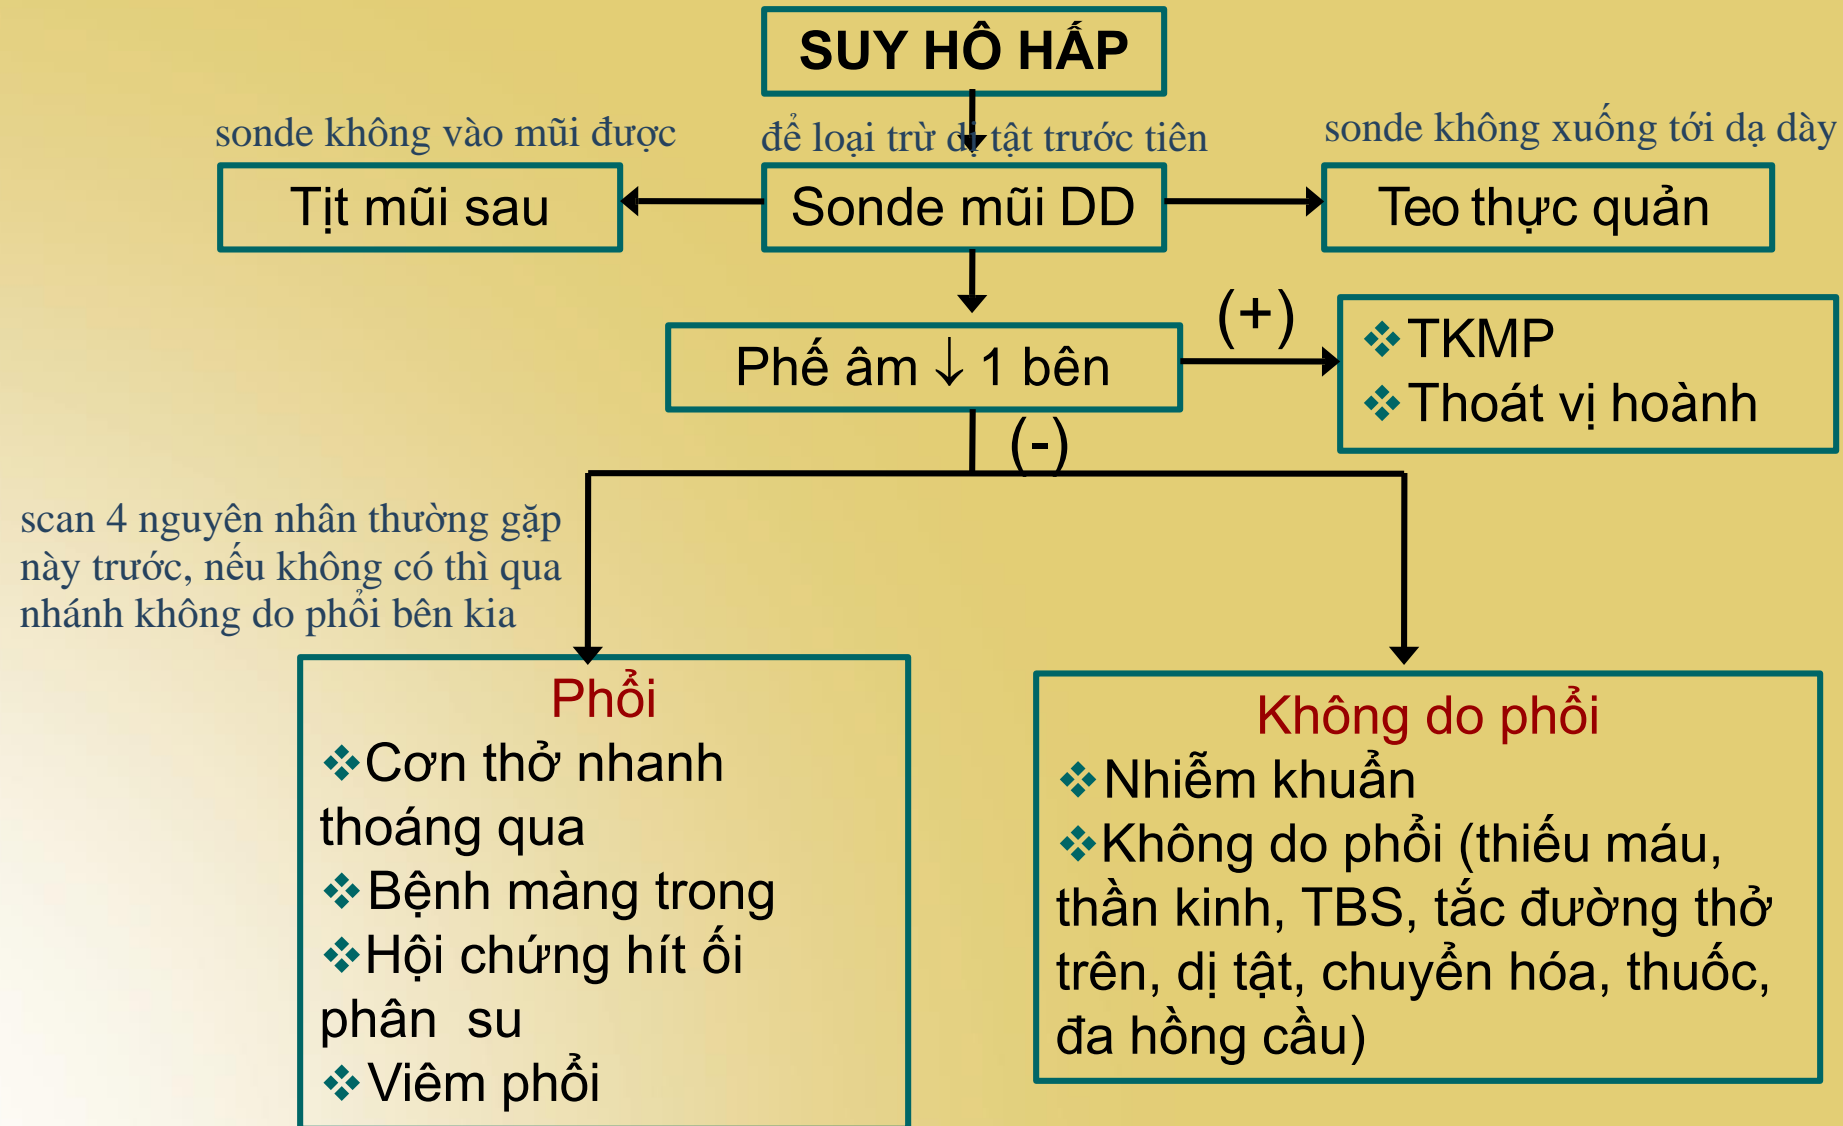 SUY HÔ HẤP
sonde không vào mũi được
để loại trừ dị tật trước tiên
sonde không xuống tới dạ dày
Tịt mũi sau
Sonde mũi DD
Teo thực quản
Phế âm ↓ 1 bên
(+)
❖TKMP
❖Thoát vị hoành
(-)
scan 4 nguyên nhân thường gặp
này trước, nếu không có thì qua
nhánh không do phổi bên kia
Phổi
❖Cơn thở nhanh
thoáng qua
❖Bệnh màng trong
❖Hội chứng hít ối
phân su
❖Viêm phổi
Không do phổi
❖Nhiễm khuẩn
❖Không do phổi (thiếu máu,
thần kinh, TBS, tắc đường thở
trên, dị tật, chuyển hóa, thuốc,
đa hồng cầu)